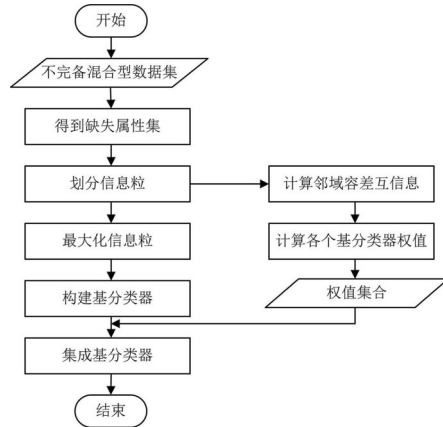 开始
不完备混合型数据集
得到缺失属性集
划分信息粒
计算邻域容差互信息
最大化信息粒
计算各个基分类器权值
构建基分类器
权值集合
集成基分类器
结束